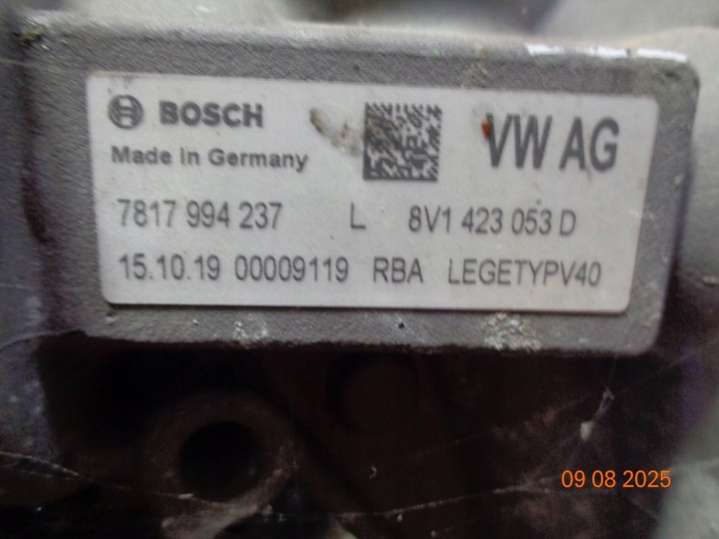 BOSCH
VW AG
Made in Germany
7817 994 237 L 8V1 423 053 D
15.10.19 00009119 RBA LEGETYPV40
09 08 2025